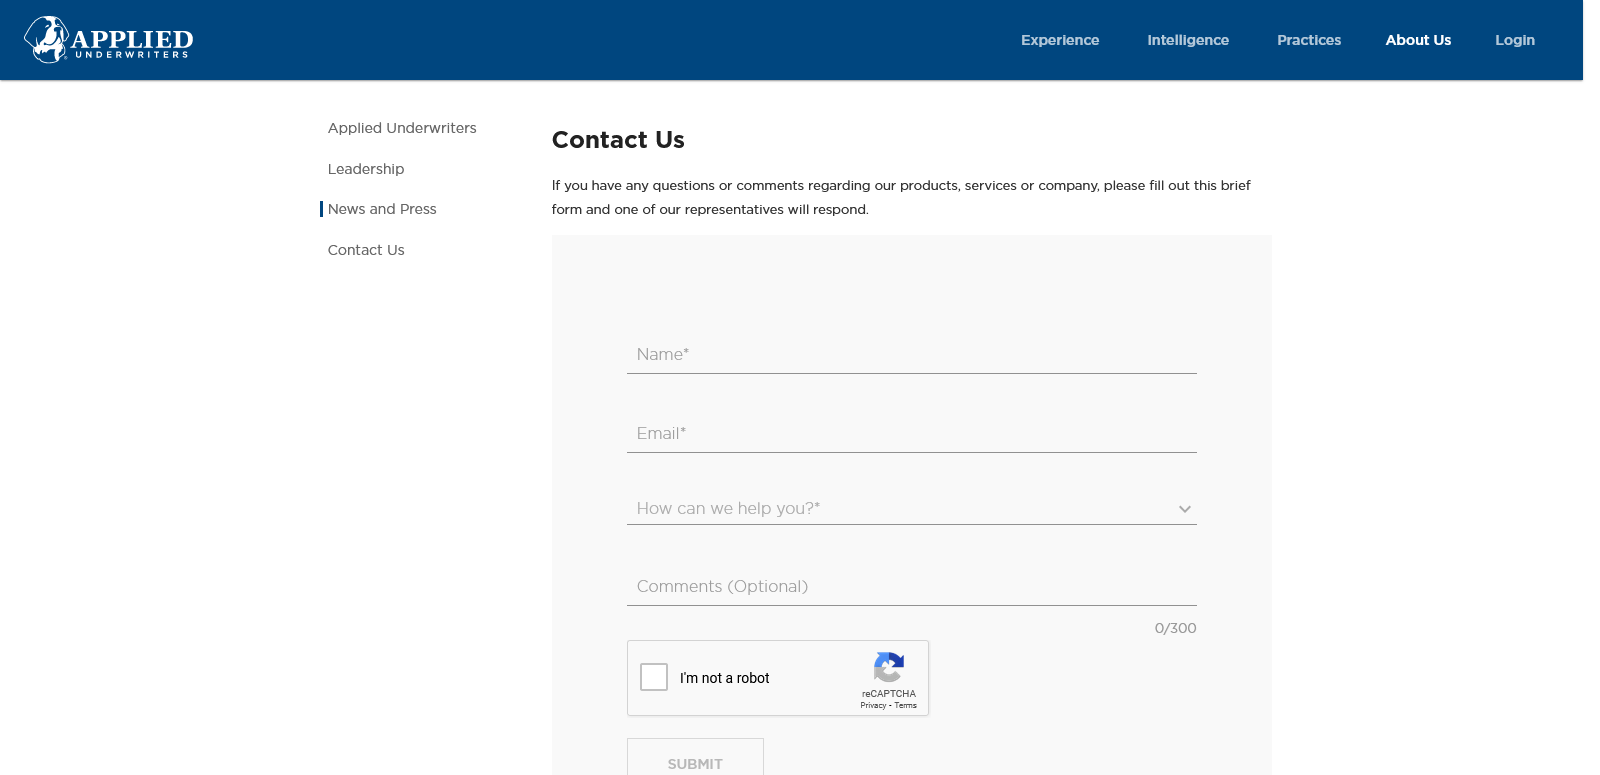 APPLIED
UNDERWRITERS
Experience
Intelligence
Practices
About Us
Login
Applied Underwriters
Leadership
News and Press
Contact Us
Contact Us
If you have any questions or comments regarding our products, services or company, please fill out this brief
form and one of our representatives will respond.
Name*
Email*
How can we help you?*
Comments (Optional)
0/300
I'm not a robot
reCAPTCHA
Privacy - Terms
SUBMIT